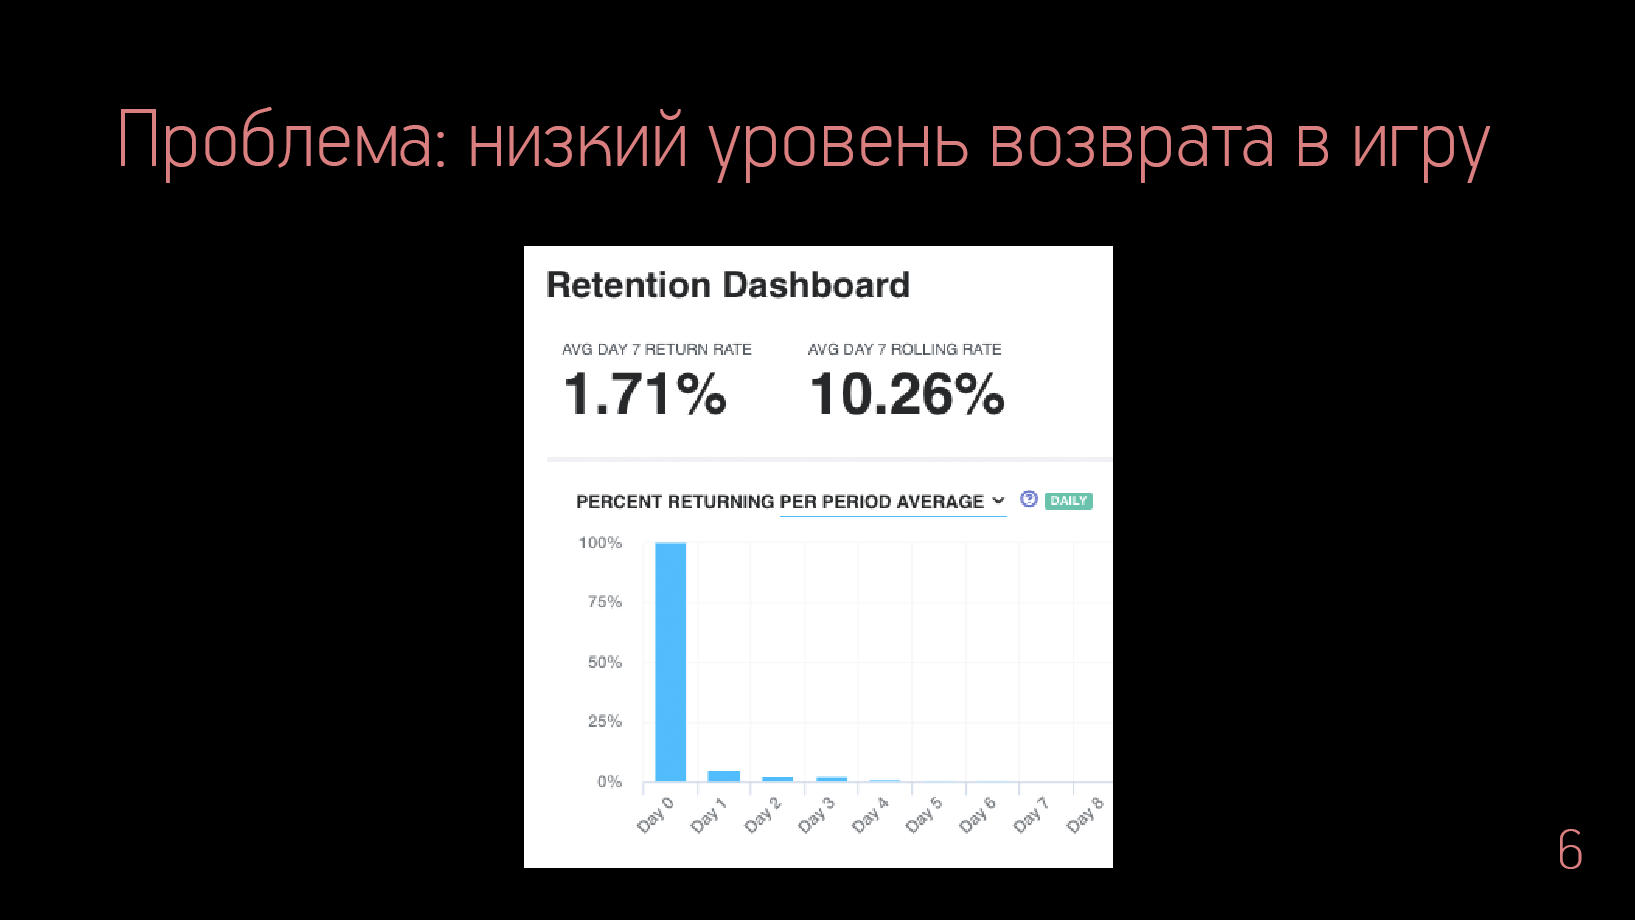 Проблема: низкий уровень возврата в игру
Retention Dashboard
AVG DAY 7 RETURN RATE AVG DAY 7 ROLLING RATE
1.71% 10.26%
PERCENT RETURNING PER PERIOD AVERAGE ? DAILY
100%
75%
50%
25%
0%
Day 0 Day 1 Day 2 Day 3 Day 4 Day 5 Day 6 Day 7 Day 8
6